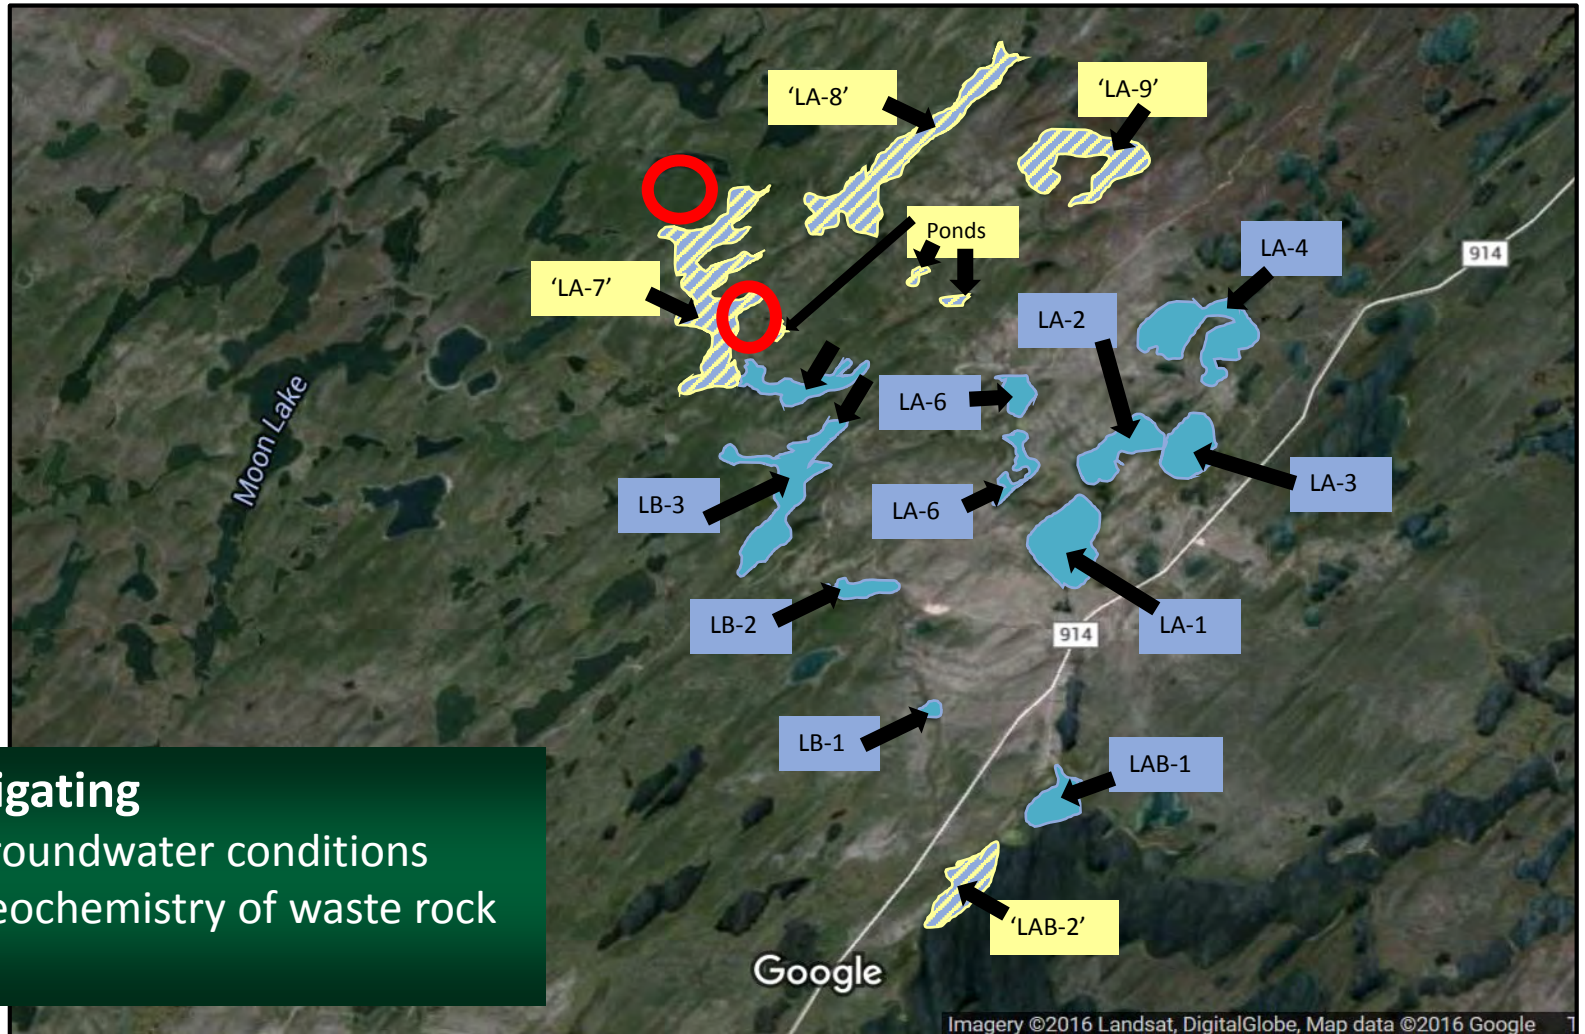 ‘LA-8’
‘LA-9’
Ponds
914
LA-4
‘LA-7’
LA-2
Moon Lake
LA-6
LA-3
LB-3
LA-6
LB-2
914
LA-1
LB-1
LAB-1
igating
roundwater conditions
eochemistry of waste rock
‘LAB-2’
Google
Imagery ©2016 Landsat, DigitalGlobe, Map data ©2016 Google